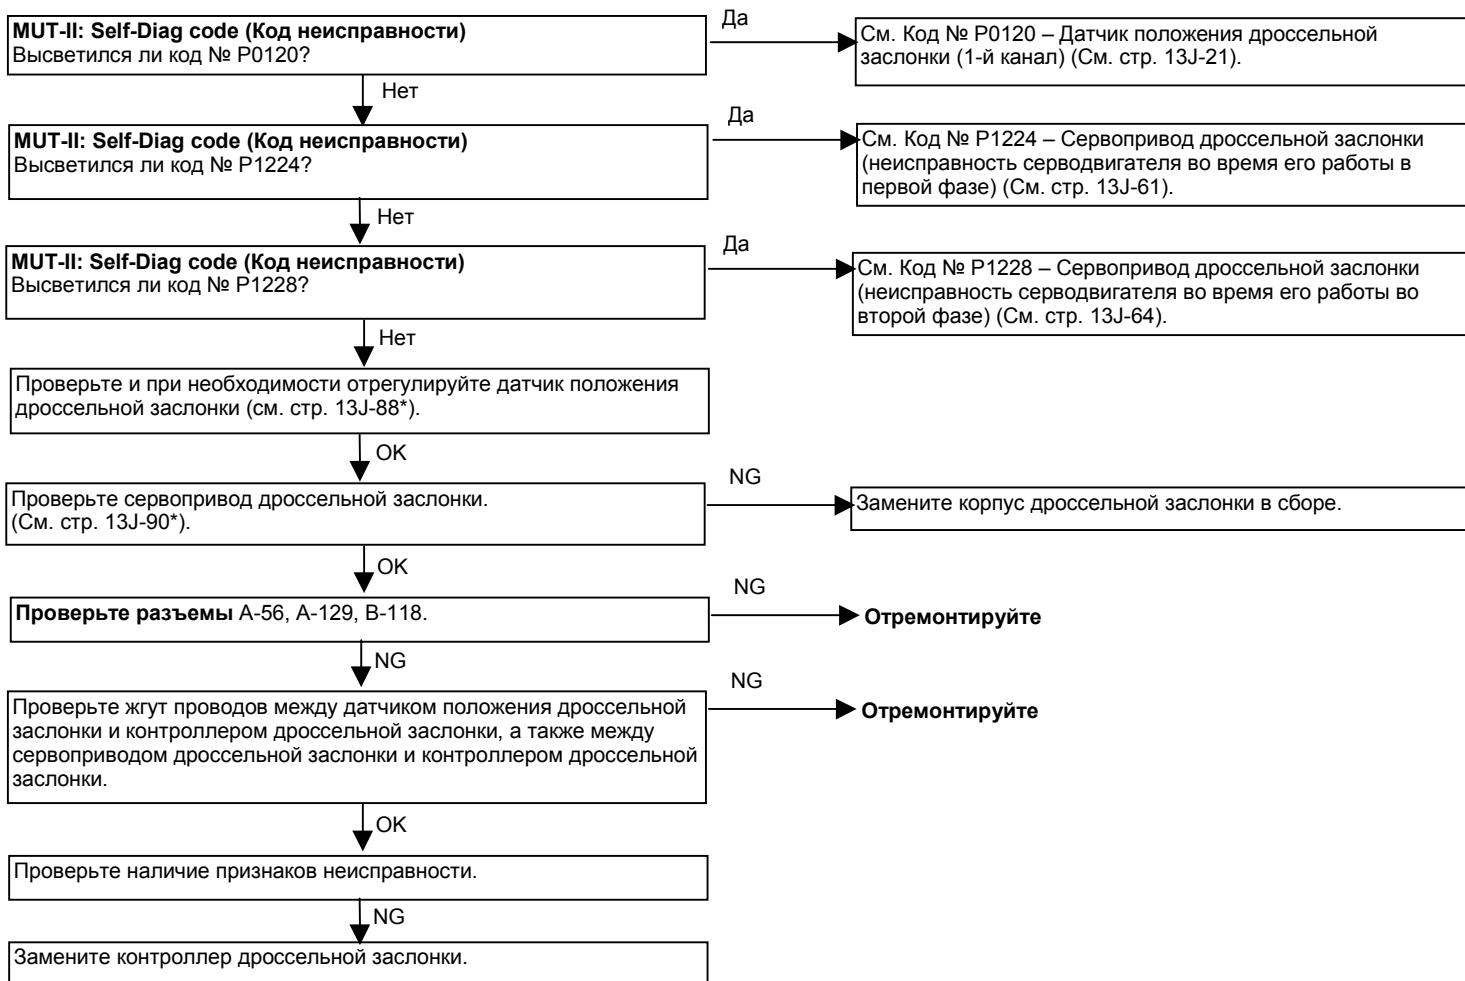 MUT-II: Self-Diag code (Код неисправности)
Высветился ли код № P0120?
Да
См. Код № P0120 – Датчик положения дроссельной
заслонки (1-й канал) (См. стр. 13J-21).
Нет
MUT-II: Self-Diag code (Код неисправности)
Высветился ли код № P1224?
Да
См. Код № P1224 – Сервопривод дроссельной заслонки
(неисправность серводвигателя во время его работы в
первой фазе) (См. стр. 13J-61).
Нет
MUT-II: Self-Diag code (Код неисправности)
Высветился ли код № P1228?
Да
См. Код № P1228 – Сервопривод дроссельной заслонки
(неисправность серводвигателя во время его работы во
второй фазе) (См. стр. 13J-64).
Нет
Проверьте и при необходимости отрегулируйте датчик положения
дроссельной заслонки (см. стр. 13J-88*).
OK
Проверьте сервопривод дроссельной заслонки.
(См. стр. 13J-90*).
NG
Замените корпус дроссельной заслонки в сборе.
OK
Проверьте разъемы А-56, А-129, В-118.
NG
Отремонтируйте
NG
Проверьте жгут проводов между датчиком положения дроссельной
заслонки и контроллером дроссельной заслонки, а также между
сервоприводом дроссельной заслонки и контроллером дроссельной
заслонки.
NG
Отремонтируйте
OK
Проверьте наличие признаков неисправности.
NG
Замените контроллер дроссельной заслонки.